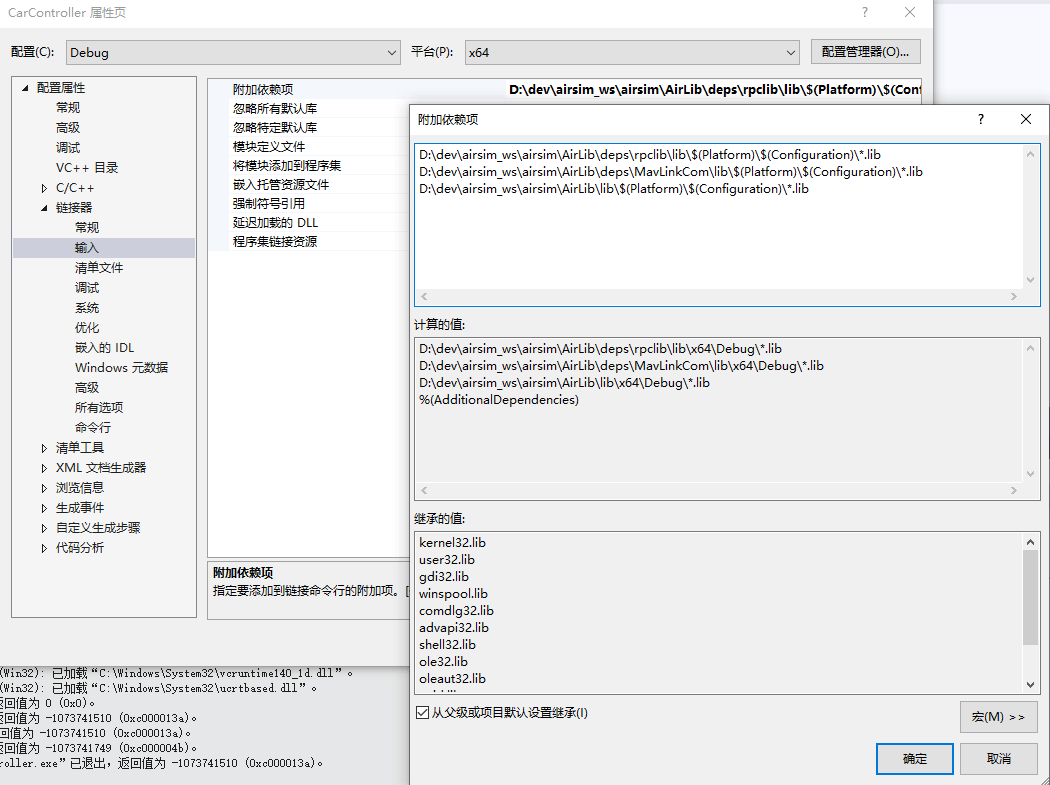 CarController 属性页
配置(C):
Debug
平台(P):
x64
配置管理器(O)...
配置属性
常规
高级
调试
VC++ 目录
C/C++
链接器
常规
输入
清单文件
调试
系统
优化
嵌入的 IDL
Windows 元数据
高级
所有选项
命令行
清单工具
XML 文档生成器
浏览信息
生成事件
自定义生成步骤
代码分析
附加依赖项
D:\dev\airsim_ws\airsim\AirLib\deps\rpclib\lib\$(Platform)\$(Conf
忽略所有默认库
忽略特定默认库
模块定义文件
将模块添加到程序集
嵌入托管资源文件
强制符号引用
延迟加载的 DLL
程序集链接资源
附加依赖项
指定要添加到链接命令行的附加项。[
附加依赖项
D:\dev\airsim_ws\airsim\AirLib\deps\rpclib\lib\$(Platform)\$(Configuration)\*.lib
D:\dev\airsim_ws\airsim\AirLib\deps\MavLinkCom\lib\$(Platform)\$(Configuration)\*.lib
D:\dev\airsim_ws\airsim\AirLib\lib\$(Platform)\$(Configuration)\*.lib
计算的值:
D:\dev\airsim_ws\airsim\AirLib\deps\rpclib\lib\x64\Debug\*.lib
D:\dev\airsim_ws\airsim\AirLib\deps\MavLinkCom\lib\x64\Debug\*.lib
D:\dev\airsim_ws\airsim\AirLib\lib\x64\Debug\*.lib
%(AdditionalDependencies)
继承的值:
kernel32.lib
user32.lib
gdi32.lib
winspool.lib
comdlg32.lib
advapi32.lib
shell32.lib
ole32.lib
oleaut32.lib
从父级或项目默认设置继承(I)
宏(M) >>
确定
取消
(Win32): 已加载“C:\Windows\System32\vcruntime140_1d.dll”。
(Win32): 已加载“C:\Windows\System32\ucrtbased.dll”。
返回值为 0 (0x0)。
返回值为 -1073741510 (0xc000013a)。
回值为 -1073741510 (0xc000013a)。
返回值为 -1073741749 (0xc000004b)。
roller.exe”已退出，返回值为 -1073741510 (0xc000013a)。